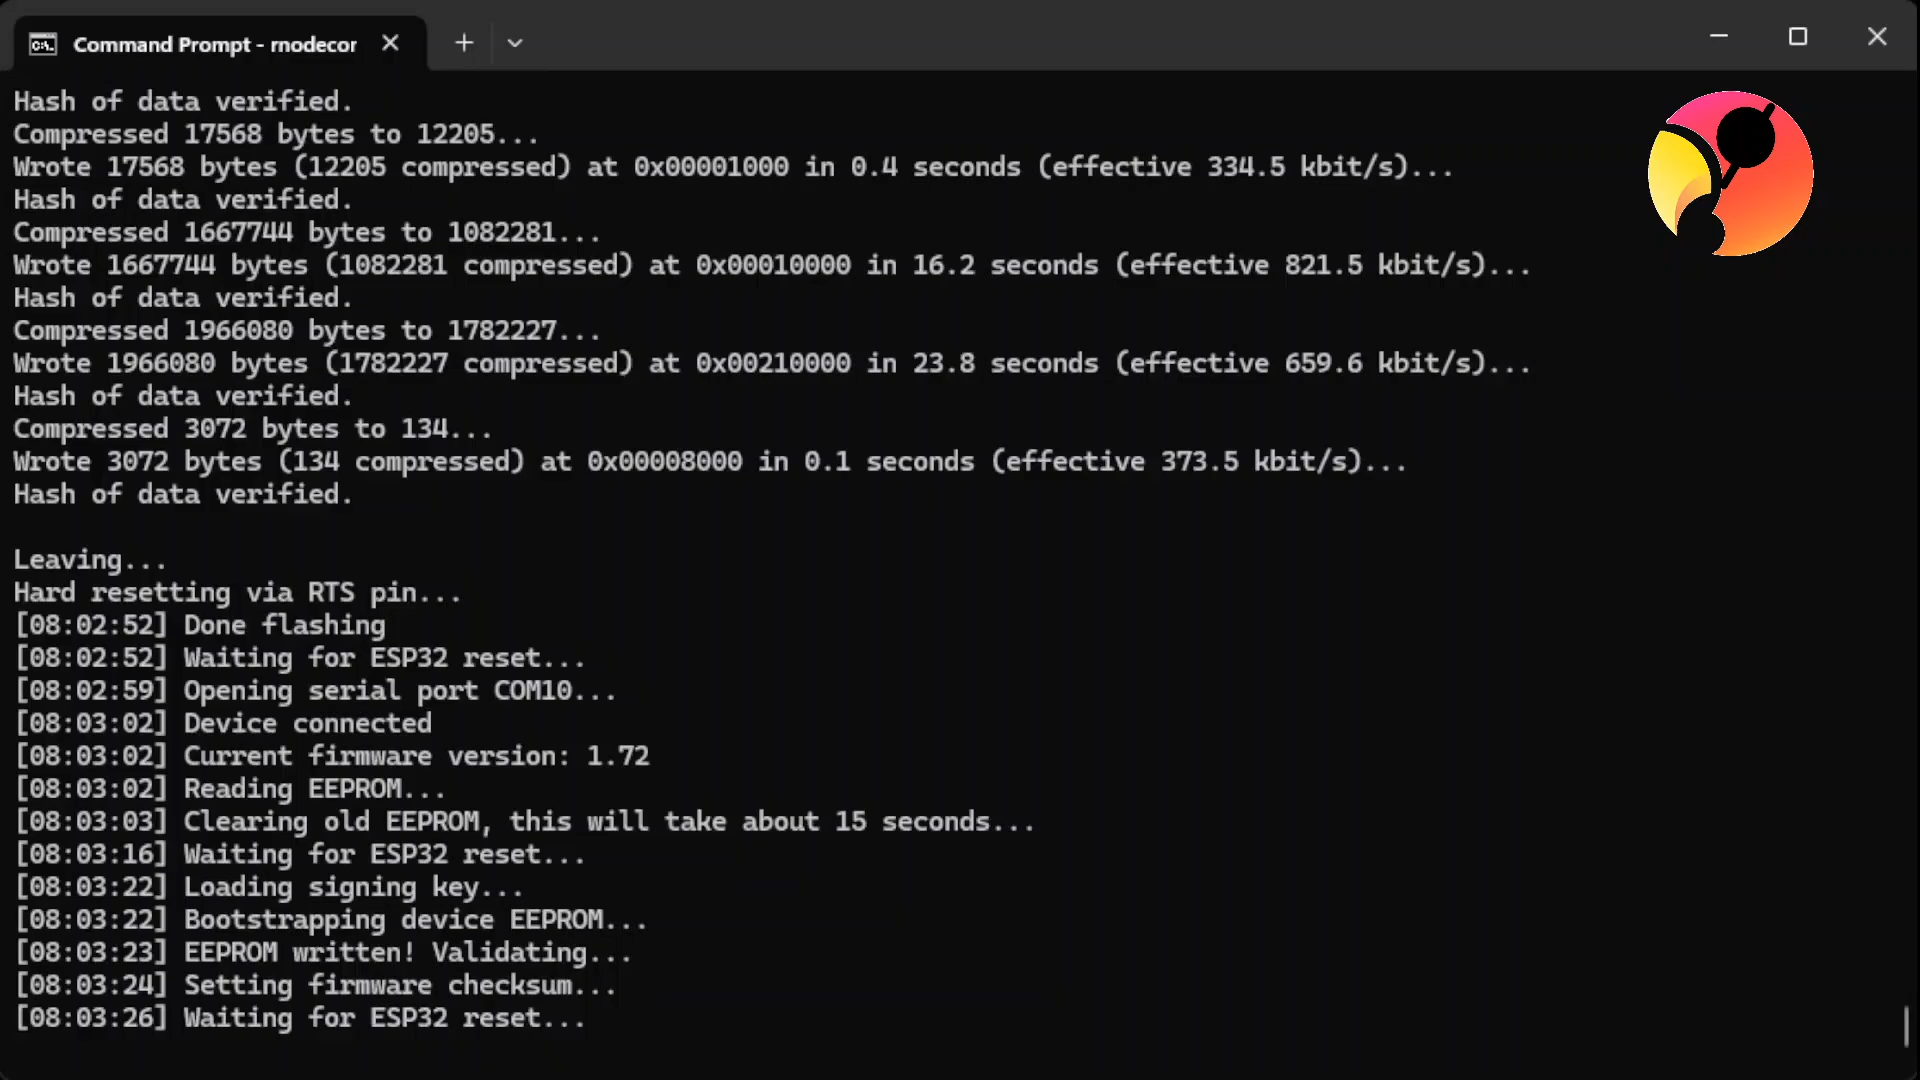 Command Prompt - rnodecor
Hash of data verified.
Compressed 17568 bytes to 12205...
Wrote 17568 bytes (12205 compressed) at 0x00001000 in 0.4 seconds (effective 334.5 kbit/s)...
Hash of data verified.
Compressed 1667744 bytes to 1082281...
Wrote 1667744 bytes (1082281 compressed) at 0x00010000 in 16.2 seconds (effective 821.5 kbit/s)...
Hash of data verified.
Compressed 1966080 bytes to 1782227...
Wrote 1966080 bytes (1782227 compressed) at 0x00210000 in 23.8 seconds (effective 659.6 kbit/s)...
Hash of data verified.
Compressed 3072 bytes to 134...
Wrote 3072 bytes (134 compressed) at 0x00008000 in 0.1 seconds (effective 373.5 kbit/s)...
Hash of data verified.
Leaving...
Hard resetting via RTS pin...
[08:02:52] Done flashing
[08:02:52] Waiting for ESP32 reset...
[08:02:59] Opening serial port COM10...
[08:03:02] Device connected
[08:03:02] Current firmware version: 1.72
[08:03:02] Reading EEPROM...
[08:03:03] Clearing old EEPROM, this will take about 15 seconds...
[08:03:16] Waiting for ESP32 reset...
[08:03:22] Loading signing key...
[08:03:22] Bootstrapping device EEPROM...
[08:03:23] EEPROM written! Validating...
[08:03:24] Setting firmware checksum...
[08:03:26] Waiting for ESP32 reset...